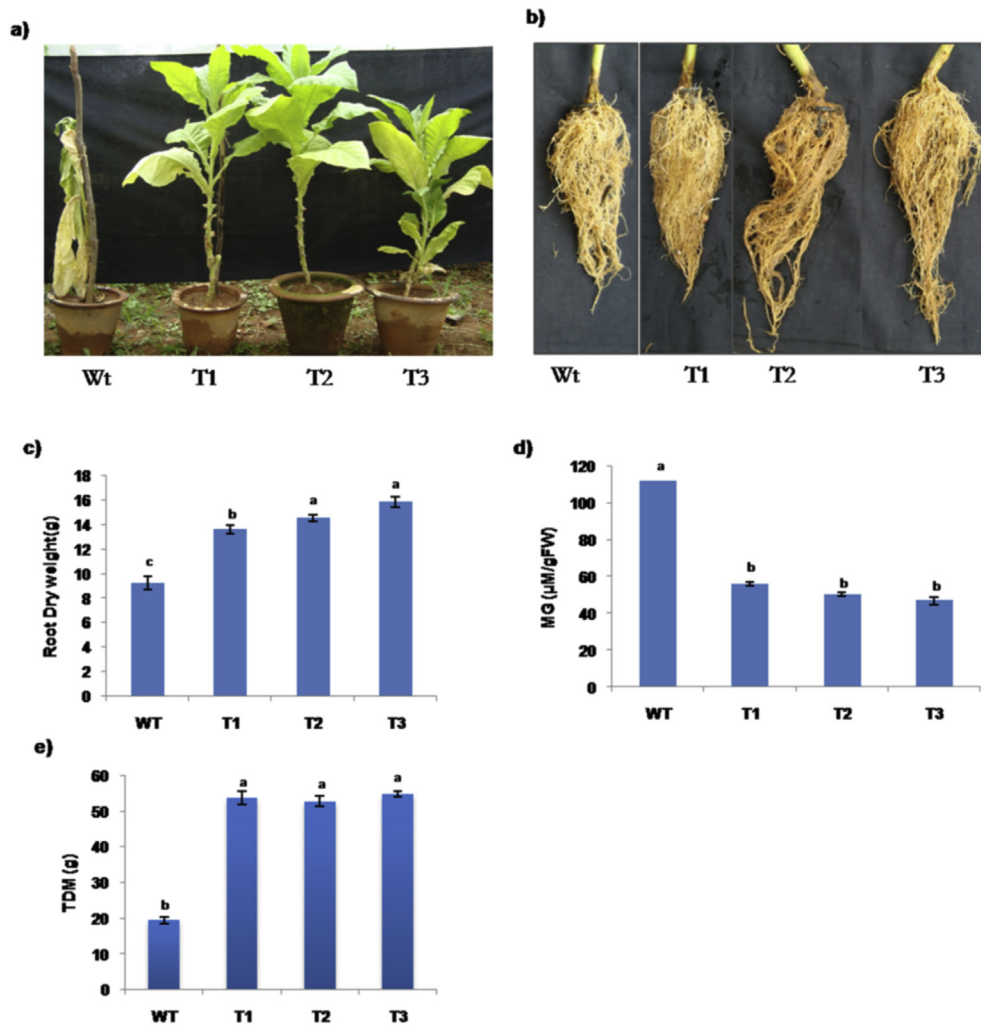 a)
b)
Wt T1 T2 T3
Wt T1 T2 T3
c)
18
16
14
12
10
8
6
4
2
0
Root Dry weight(g)
c b a a
WT T1 T2 T3
d)
120
100
80
60
40
20
0
MG (µM/gFW)
a b b b
WT T1 T2 T3
e)
60
50
40
30
20
10
0
TDM (g)
b a a a
WT T1 T2 T3